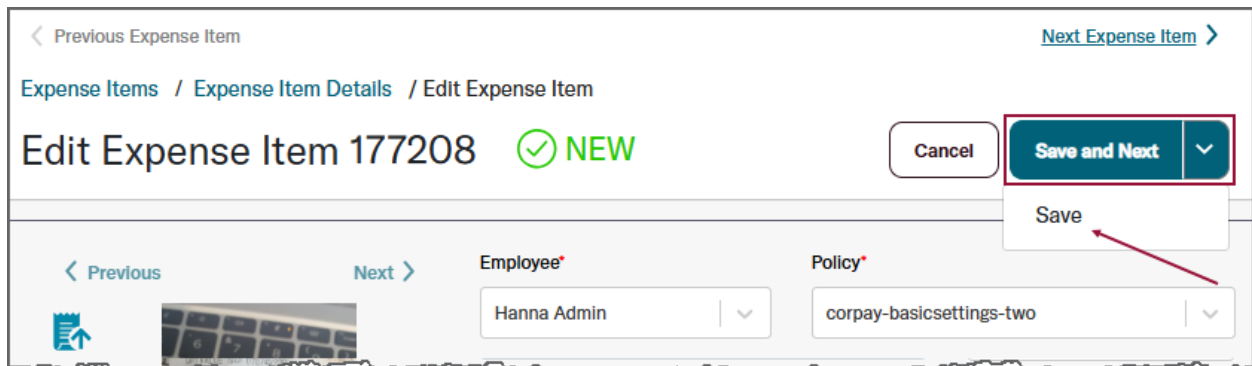 Previous Expense Item
Next Expense Item
Expense Items / Expense Item Details / Edit Expense Item
Edit Expense Item 177208 NEW
Cancel
Save and Next
Save
Previous
Next
Employee*
Policy*
Hanna Admin
corpay-basicsettings-two